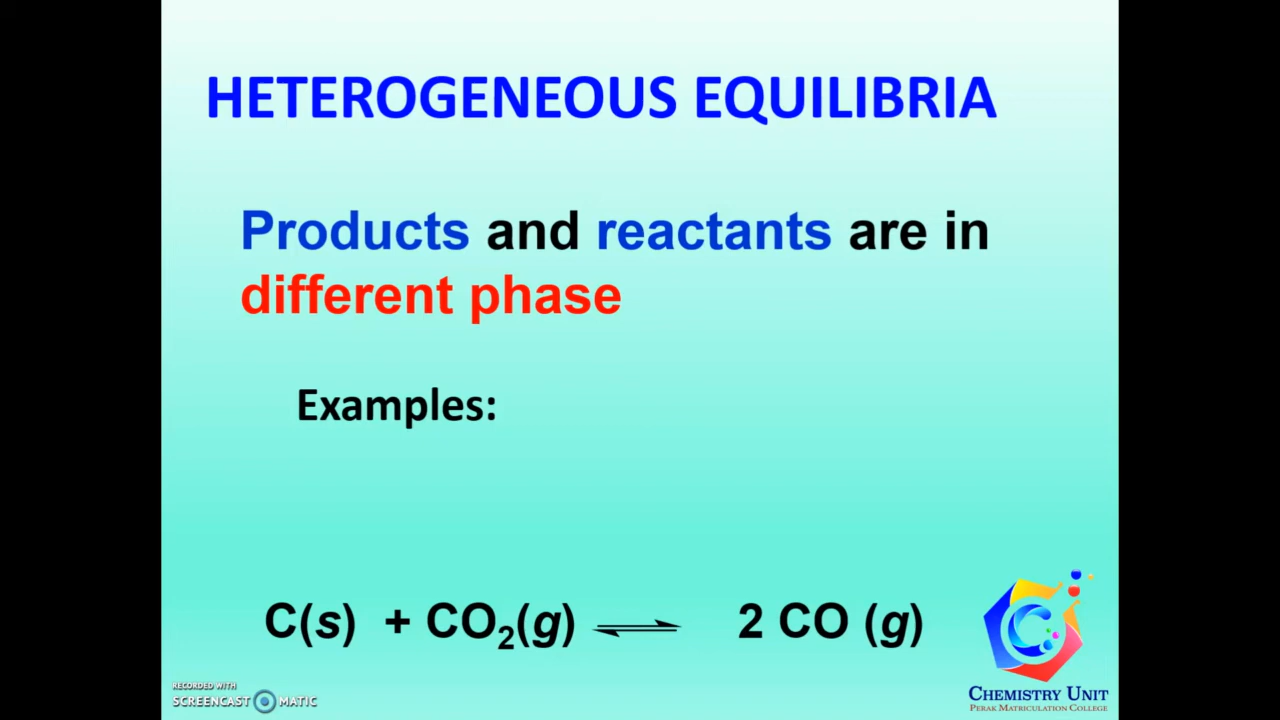 HETEROGENEOUS EQUILIBRIA
Products and reactants are in
different phase
Examples:
C(s) + CO₂(g) ⇌ 2 CO (g)
CHEMISTRY UNIT
PERAK MATRICULATION COLLEGE
RECORDED WITH
SCREENCAST MATIC